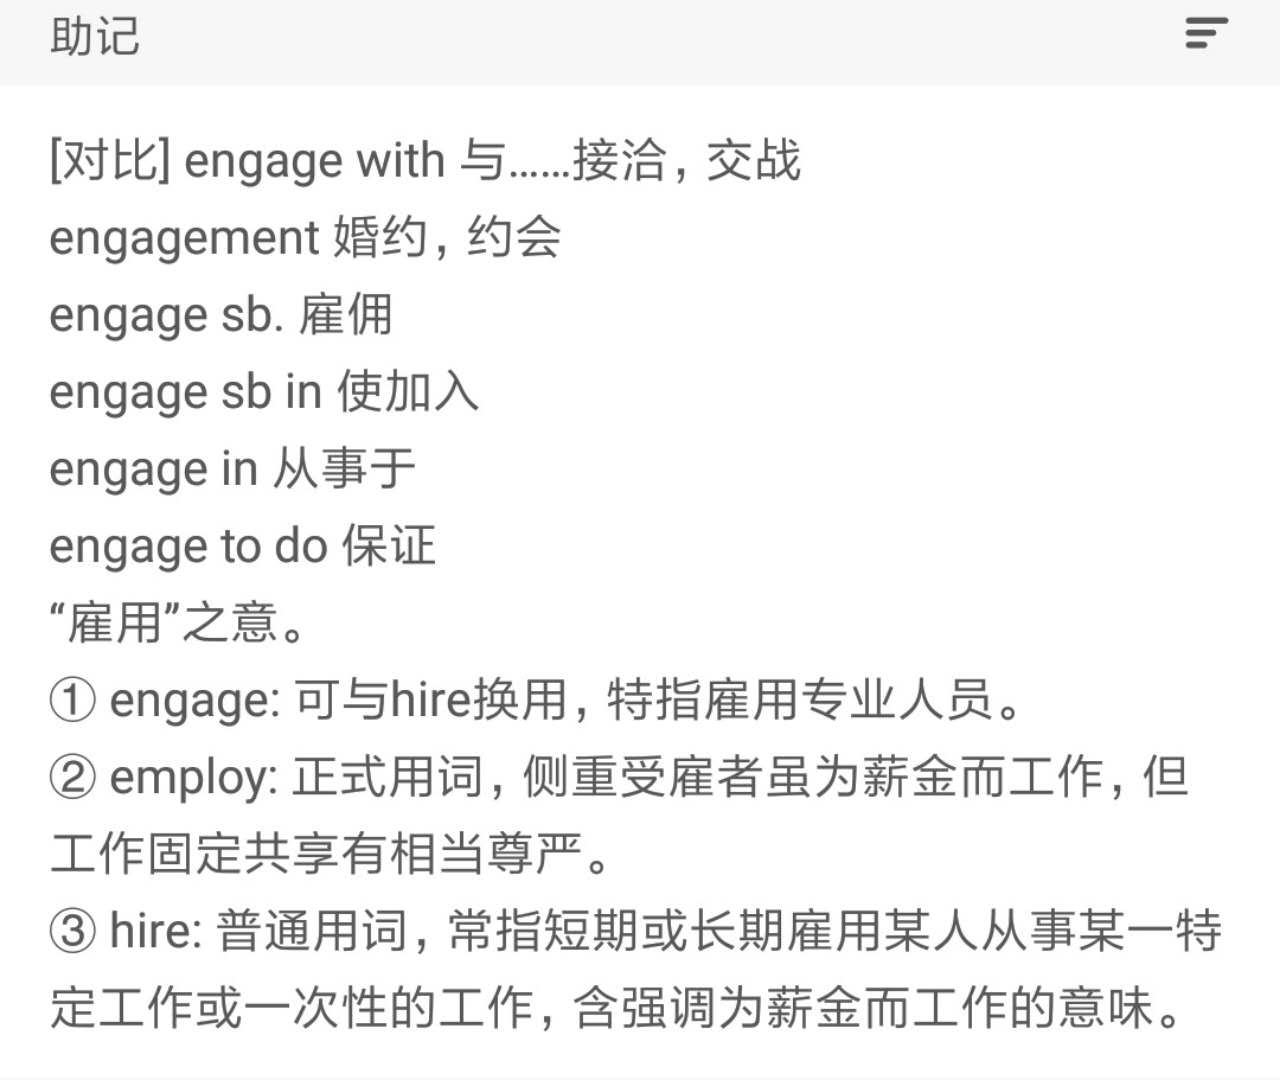 助记
[对比] engage with 与……接洽，交战
engagement 婚约，约会
engage sb. 雇佣
engage sb in 使加入
engage in 从事于
engage to do 保证
“雇用”之意。
① engage: 可与hire换用，特指雇用专业人员。
② employ: 正式用词，侧重受雇者虽为薪金而工作，但
工作固定共享有相当尊严。
③ hire: 普通用词，常指短期或长期雇用某人从事某一特
定工作或一次性的工作，含强调为薪金而工作的意味。